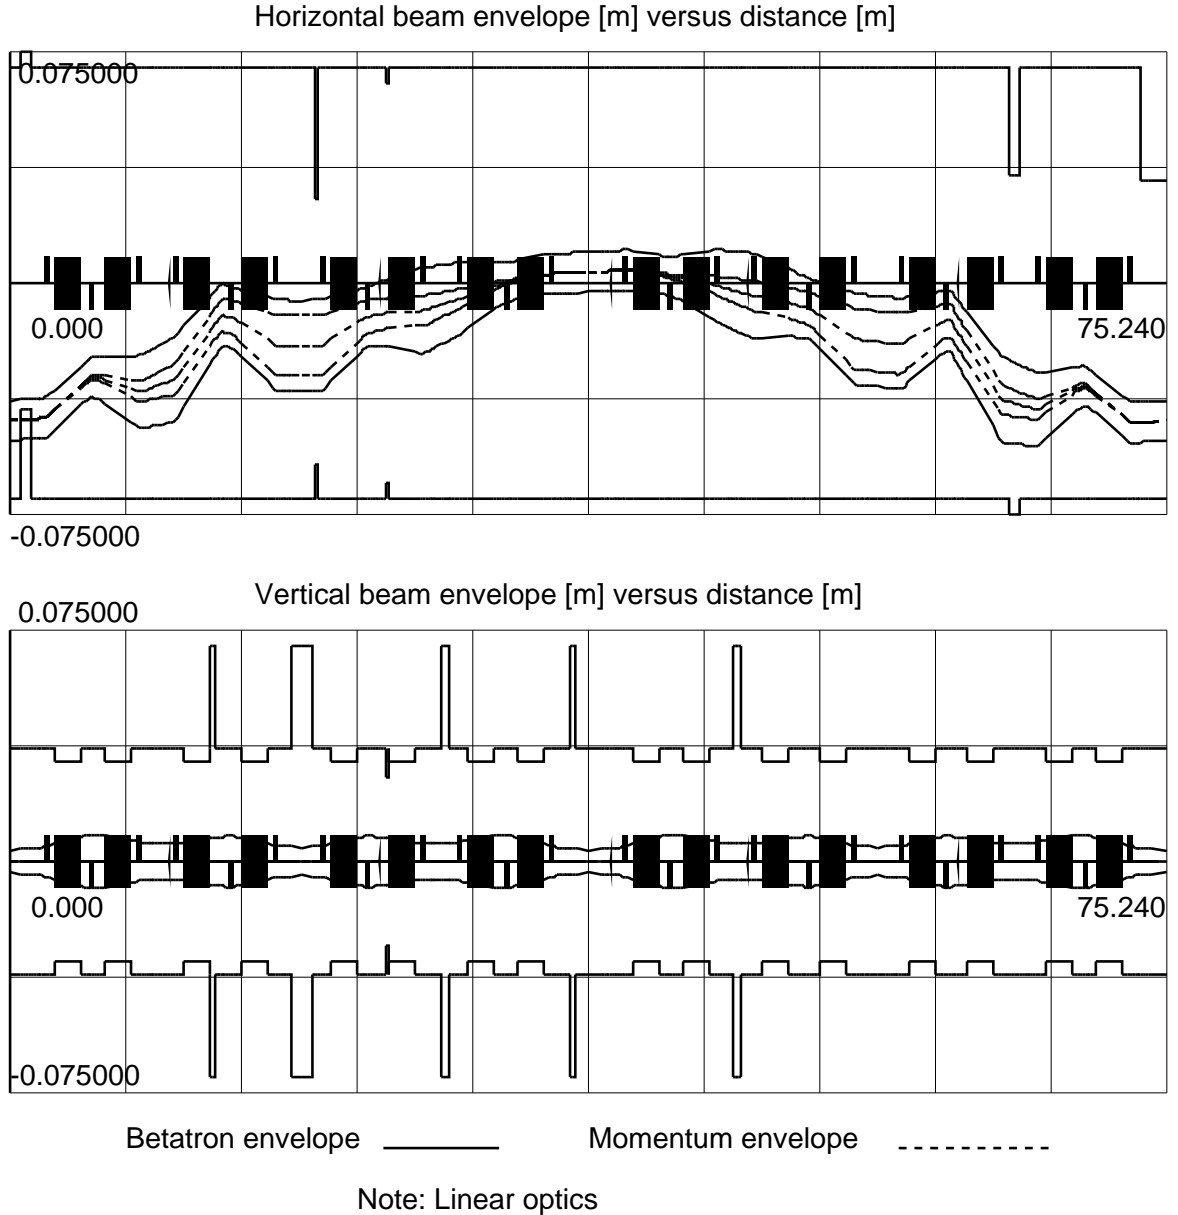 Horizontal beam envelope [m] versus distance [m]
0.075000
0.000
75.240
-0.075000
Vertical beam envelope [m] versus distance [m]
0.075000
0.000
75.240
-0.075000
Betatron envelope
Momentum envelope
Note: Linear optics